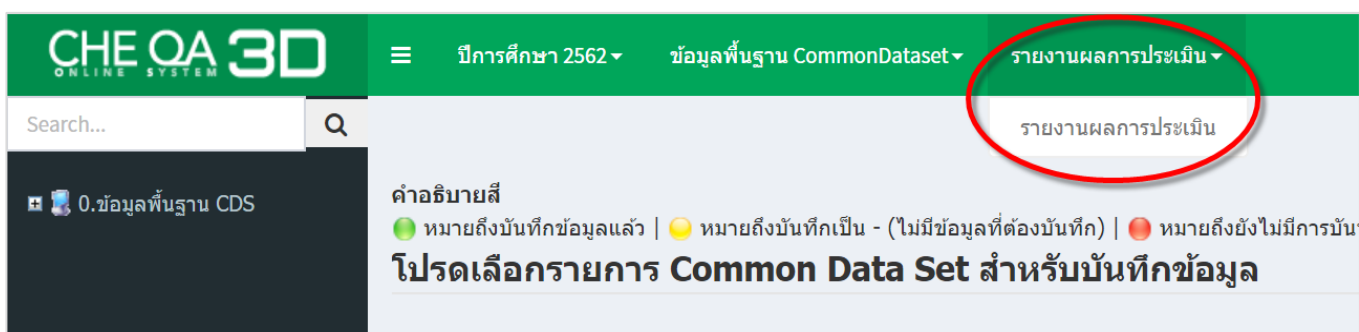 CHE QA 3D
ONLINE SYSTEM
ปีการศึกษา 2562 ข้อมูลพื้นฐาน CommonDataset รายงานผลการประเมิน
Search...
รายงานผลการประเมิน
0.ข้อมูลพื้นฐาน CDS
คำอธิบายสี
หมายถึงบันทึกข้อมูลแล้ว | หมายถึงบันทึกเป็น - (ไม่มีข้อมูลที่ต้องบันทึก) | หมายถึงยังไม่มีการบัน
โปรดเลือกรายการ Common Data Set สำหรับบันทึกข้อมูล